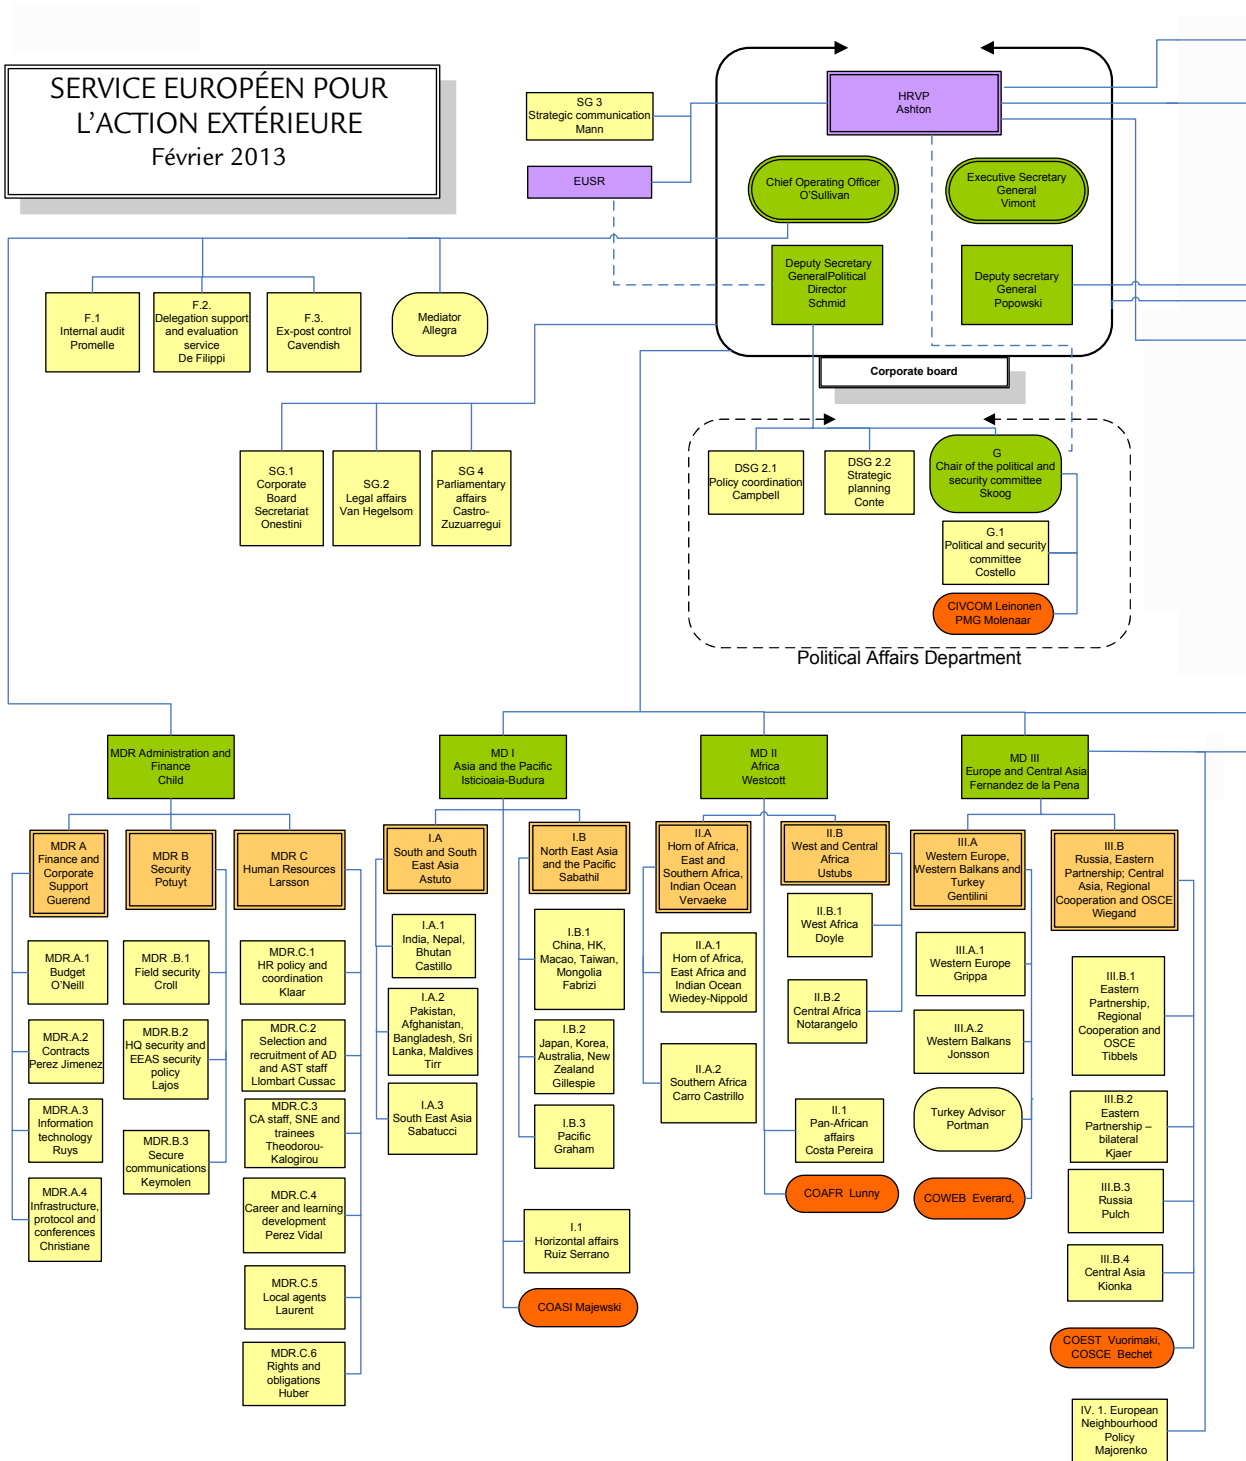 SERVICE EUROPÉEN POUR
L’ACTION EXTÉRIEURE
Février 2013
SG 3
Strategic communication
Mann
EUSR
HRVP
Ashton
Chief Operating Officer
O’Sullivan
Executive Secretary
General
Vimont
Deputy Secretary
GeneralPolitical
Director
Schmid
Deputy secretary
General
Popowski
Corporate board
F.1
Internal audit
Promelle
F.2.
Delegation support
and evaluation
service
De Filippi
F.3.
Ex-post control
Cavendish
Mediator
Allegra
SG.1
Corporate
Board
Secretariat
Onestini
SG.2
Legal affairs
Van Hegelsom
SG 4
Parliamentary
affairs
Castro-
Zuzuarregui
DSG 2.1
Policy coordination
Campbell
DSG 2.2
Strategic
planning
Conte
G
Chair of the political and
security committee
Skoog
G.1
Political and security
committee
Costello
CIVCOM Leinonen
PMG Molenaar
Political Affairs Department
MDR Administration and
Finance
Child
MD I
Asia and the Pacific
Isticioaia-Budura
MD II
Africa
Westcott
MD III
Europe and Central Asia
Fernandez de la Pena
MDR A
Finance and
Corporate
Support
Guerend
MDR B
Security
Potuyt
MDR C
Human Resources
Larsson
I.A
South and South
East Asia
Astuto
I.B
North East Asia
and the Pacific
Sabathil
II.A
Horn of Africa,
East and
Southern Africa,
Indian Ocean
Vervaeke
II.B
West and Central
Africa
Ustubs
III.A
Western Europe,
Western Balkans and
Turkey
Gentilini
III.B
Russia, Eastern
Partnership; Central
Asia, Regional
Cooperation and OSCE
Wiegand
MDR.A.1
Budget
O’Neill
MDR.A.2
Contracts
Perez Jimenez
MDR.A.3
Information
technology
Ruys
MDR.A.4
Infrastructure,
protocol and
conferences
Christiane
MDR .B.1
Field security
Croll
MDR.B.2
HQ security and
EEAS security
policy
Lajos
MDR.B.3
Secure
communications
Keymolen
MDR.C.1
HR policy and
coordination
Klaar
MDR.C.2
Selection and
recruitment of AD
and AST staff
Llombart Cussac
MDR.C.3
CA staff, SNE and
trainees
Theodorou-
Kalogirou
MDR.C.4
Career and learning
development
Perez Vidal
MDR.C.5
Local agents
Laurent
MDR.C.6
Rights and
obligations
Huber
I.A.1
India, Nepal,
Bhutan
Castillo
I.A.2
Pakistan,
Afghanistan,
Bangladesh, Sri
Lanka, Maldives
Tirr
I.A.3
South East Asia
Sabatucci
I.B.1
China, HK,
Macao, Taiwan,
Mongolia
Fabrizi
I.B.2
Japan, Korea,
Australia, New
Zealand
Gillespie
I.B.3
Pacific
Graham
I.1
Horizontal affairs
Ruiz Serrano
COASI Majewski
II.A.1
Horn of Africa,
East Africa and
Indian Ocean
Wiedey-Nippold
II.A.2
Southern Africa
Carro Castrillo
II.B.1
West Africa
Doyle
II.B.2
Central Africa
Notarangelo
II.1
Pan-African
affairs
Costa Pereira
COAFR Lunny
III.A.1
Western Europe
Grippa
III.A.2
Western Balkans
Jonsson
Turkey Advisor
Portman
COWEB Everard,
III.B.1
Eastern
Partnership,
Regional
Cooperation and
OSCE
Tibbels
III.B.2
Eastern
Partnership –
bilateral
Kjaer
III.B.3
Russia
Pulch
III.B.4
Central Asia
Kionka
COEST Vuorimaki,
COSCE Bechet
IV. 1. European
Neighbourhood
Policy
Majorenko